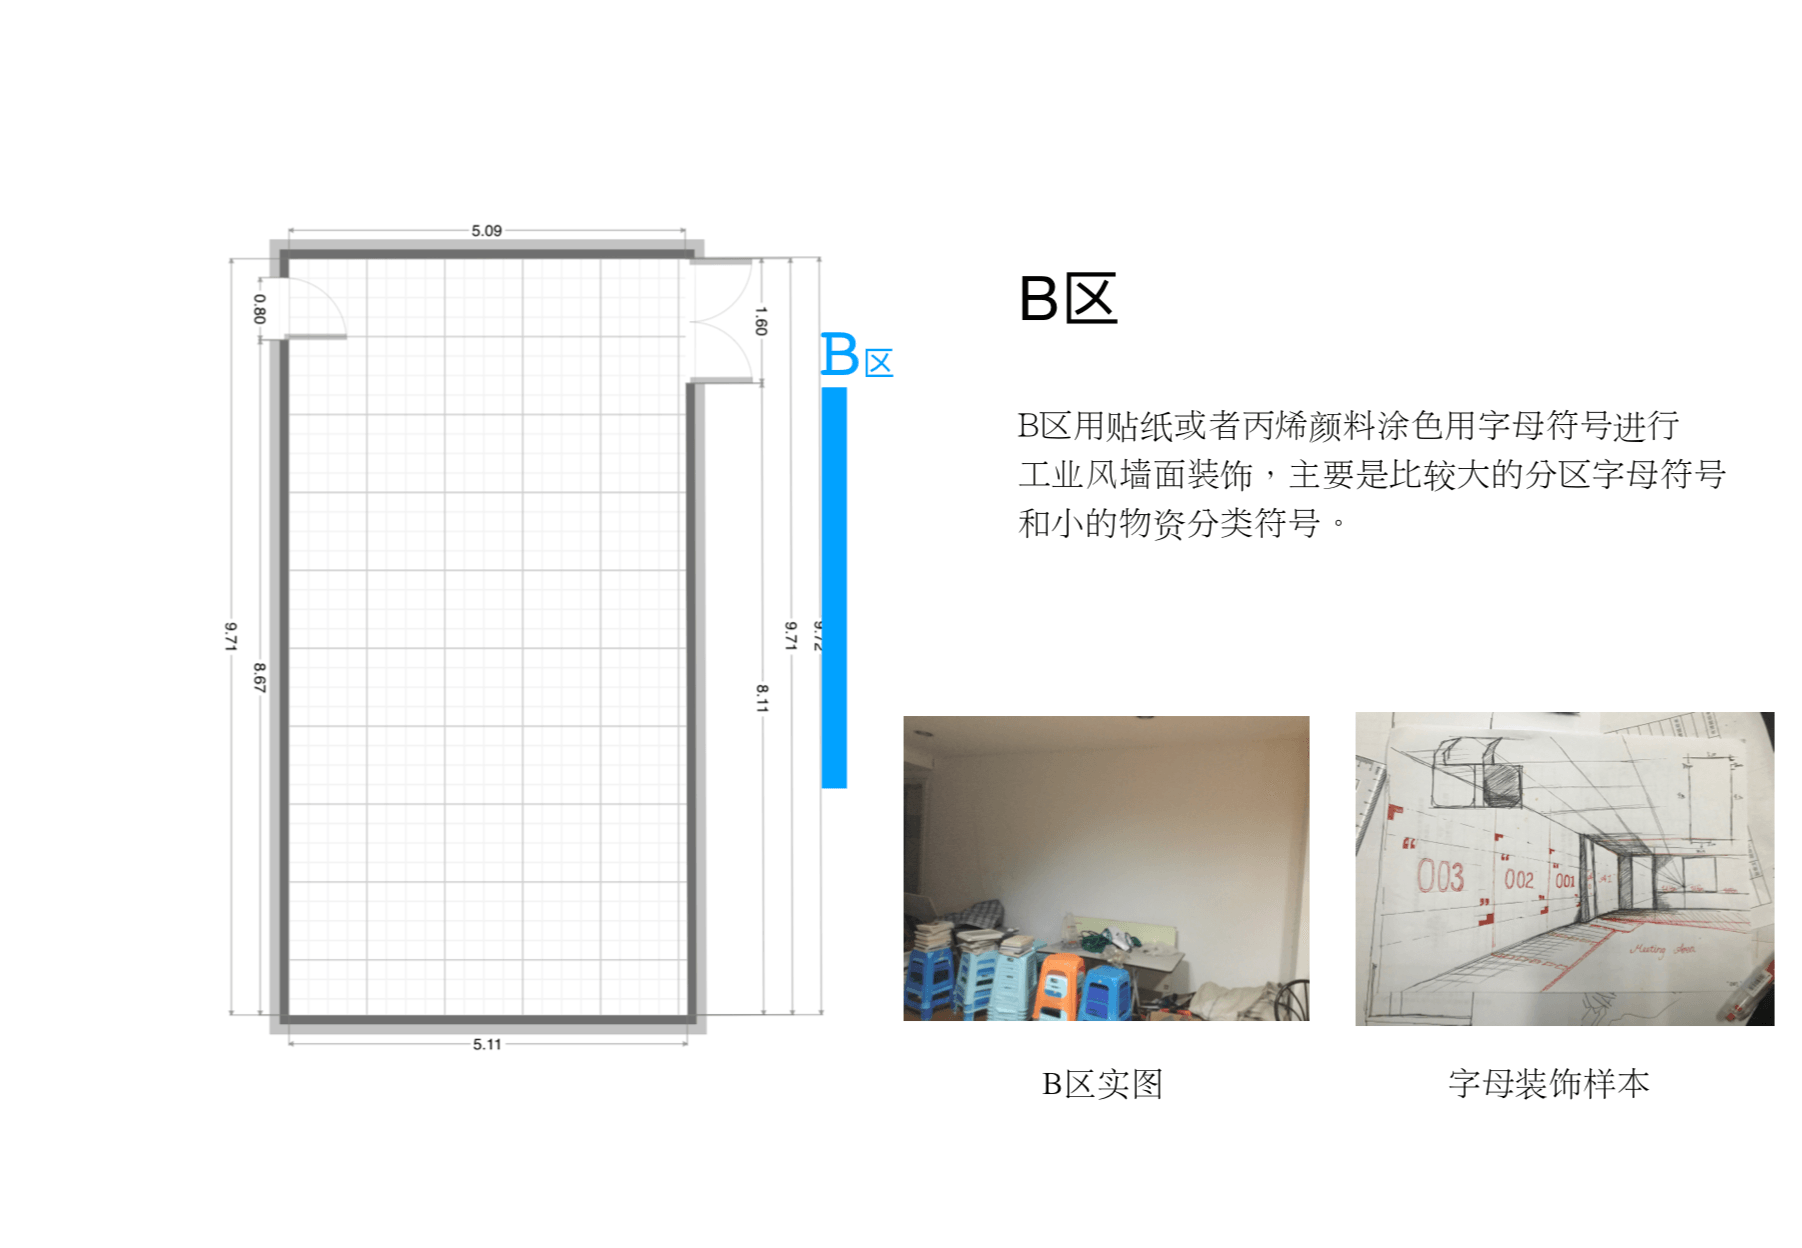 5.09
0.80
1.60
B区
9.71
8.67
9.71
9.72
8.11
5.11
B区
B区用贴纸或者丙烯颜料涂色用字母符号进行
工业风墙面装饰，主要是比较大的分区字母符号
和小的物资分类符号。
003
002
001
Meeting Area
B区实图
字母装饰样本